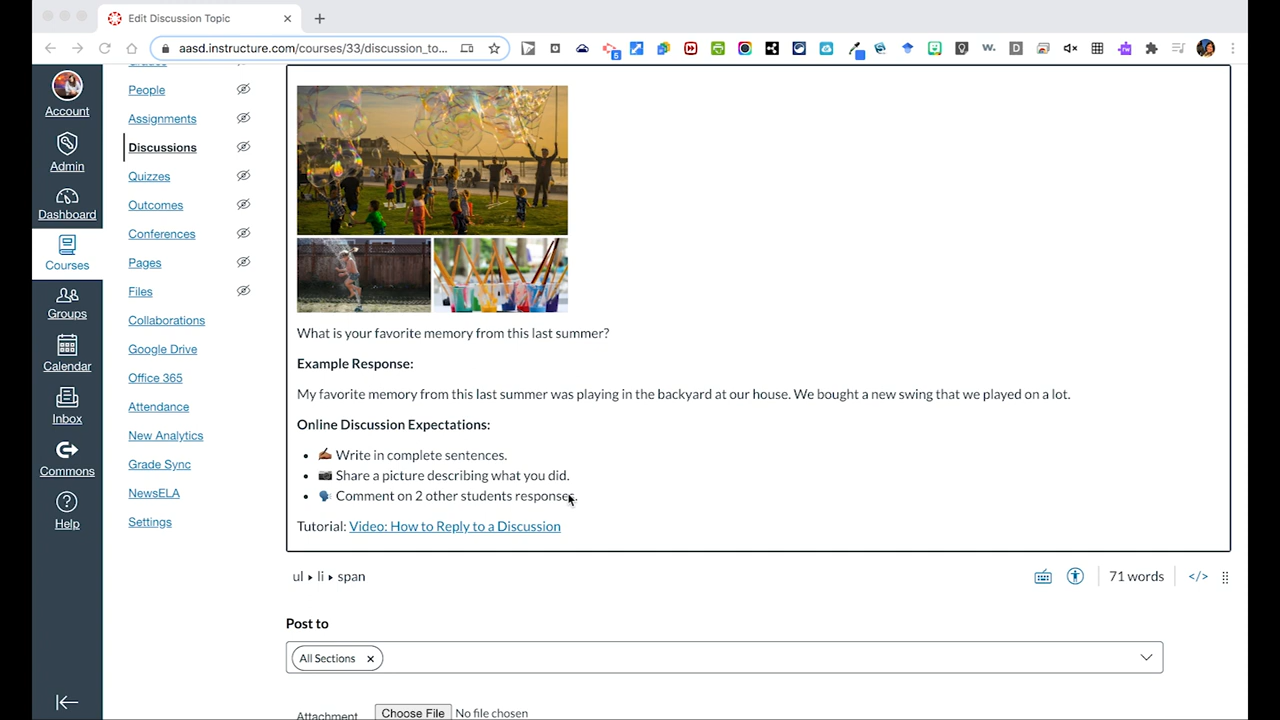 Edit Discussion Topic
aasd.instructure.com/courses/33/discussion_to...
5
w.
D
Account
Admin
Dashboard
Courses
Groups
Calendar
Inbox
Commons
Help
Grades
People
Assignments
Discussions
Quizzes
Outcomes
Conferences
Pages
Files
Collaborations
Google Drive
Office 365
Attendance
New Analytics
Grade Sync
NewsELA
Settings
What is your favorite memory from this last summer?
Example Response:
My favorite memory from this last summer was playing in the backyard at our house. We bought a new swing that we played on a lot.
Online Discussion Expectations:
• ✍️ Write in complete sentences.
• 📷 Share a picture describing what you did.
• 🗣️ Comment on 2 other students responses.
Tutorial: Video: How to Reply to a Discussion
ul ▸ li ▸ span
71 words
</>
Post to
All Sections
Attachment
Choose File No file chosen